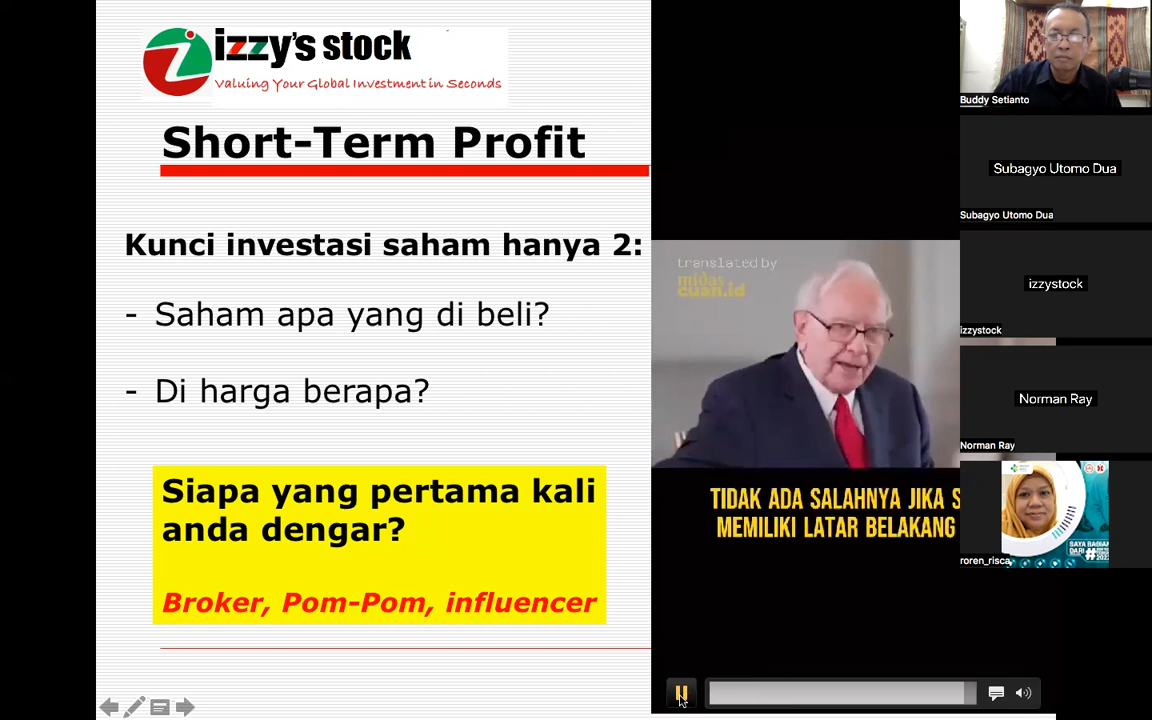 izzy's stock
Valuing Your Global Investment in Seconds
Short-Term Profit
Kunci investasi saham hanya 2:
- Saham apa yang di beli?
- Di harga berapa?
Siapa yang pertama kali
anda dengar?
Broker, Pom-Pom, influencer
translated by
midas
cuan.id
TIDAK ADA SALAHNYA JIKA S
MEMILIKI LATAR BELAKANG
Buddy Setianto
Subagyo Utomo Dua
Subagyo Utomo Dua
izzystock
izzystock
Norman Ray
Norman Ray
SAYA BAGIAN
DARI
roren_risca